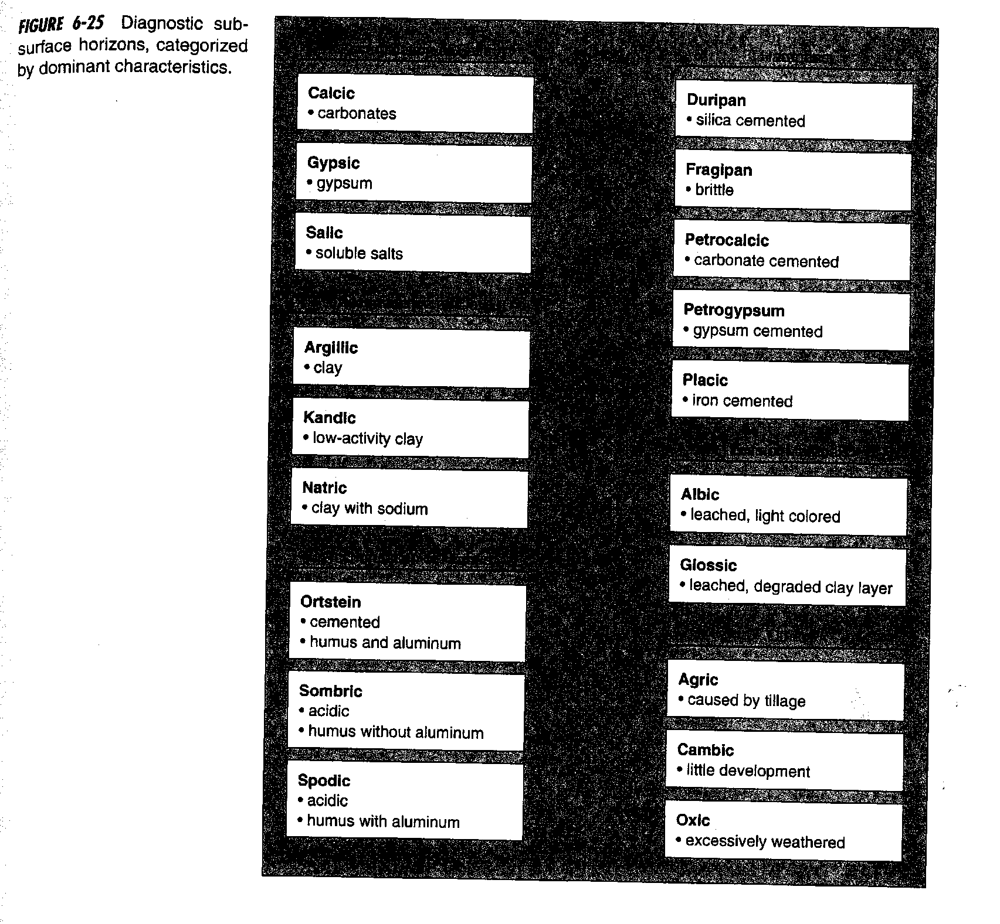 FIGURE 6-25 Diagnostic sub-
surface horizons, categorized
by dominant characteristics.
Calcic
• carbonates
Gypsic
• gypsum
Salic
• soluble salts
Argillic
• clay
Kandic
• low-activity clay
Natric
• clay with sodium
Ortstein
• cemented
• humus and aluminum
Sombric
• acidic
• humus without aluminum
Spodic
• acidic
• humus with aluminum
Duripan
• silica cemented
Fragipan
• brittle
Petrocalcic
• carbonate cemented
Petrogypsum
• gypsum cemented
Placic
• iron cemented
Albic
• leached, light colored
Glossic
• leached, degraded clay layer
Agric
• caused by tillage
Cambic
• little development
Oxic
• excessively weathered